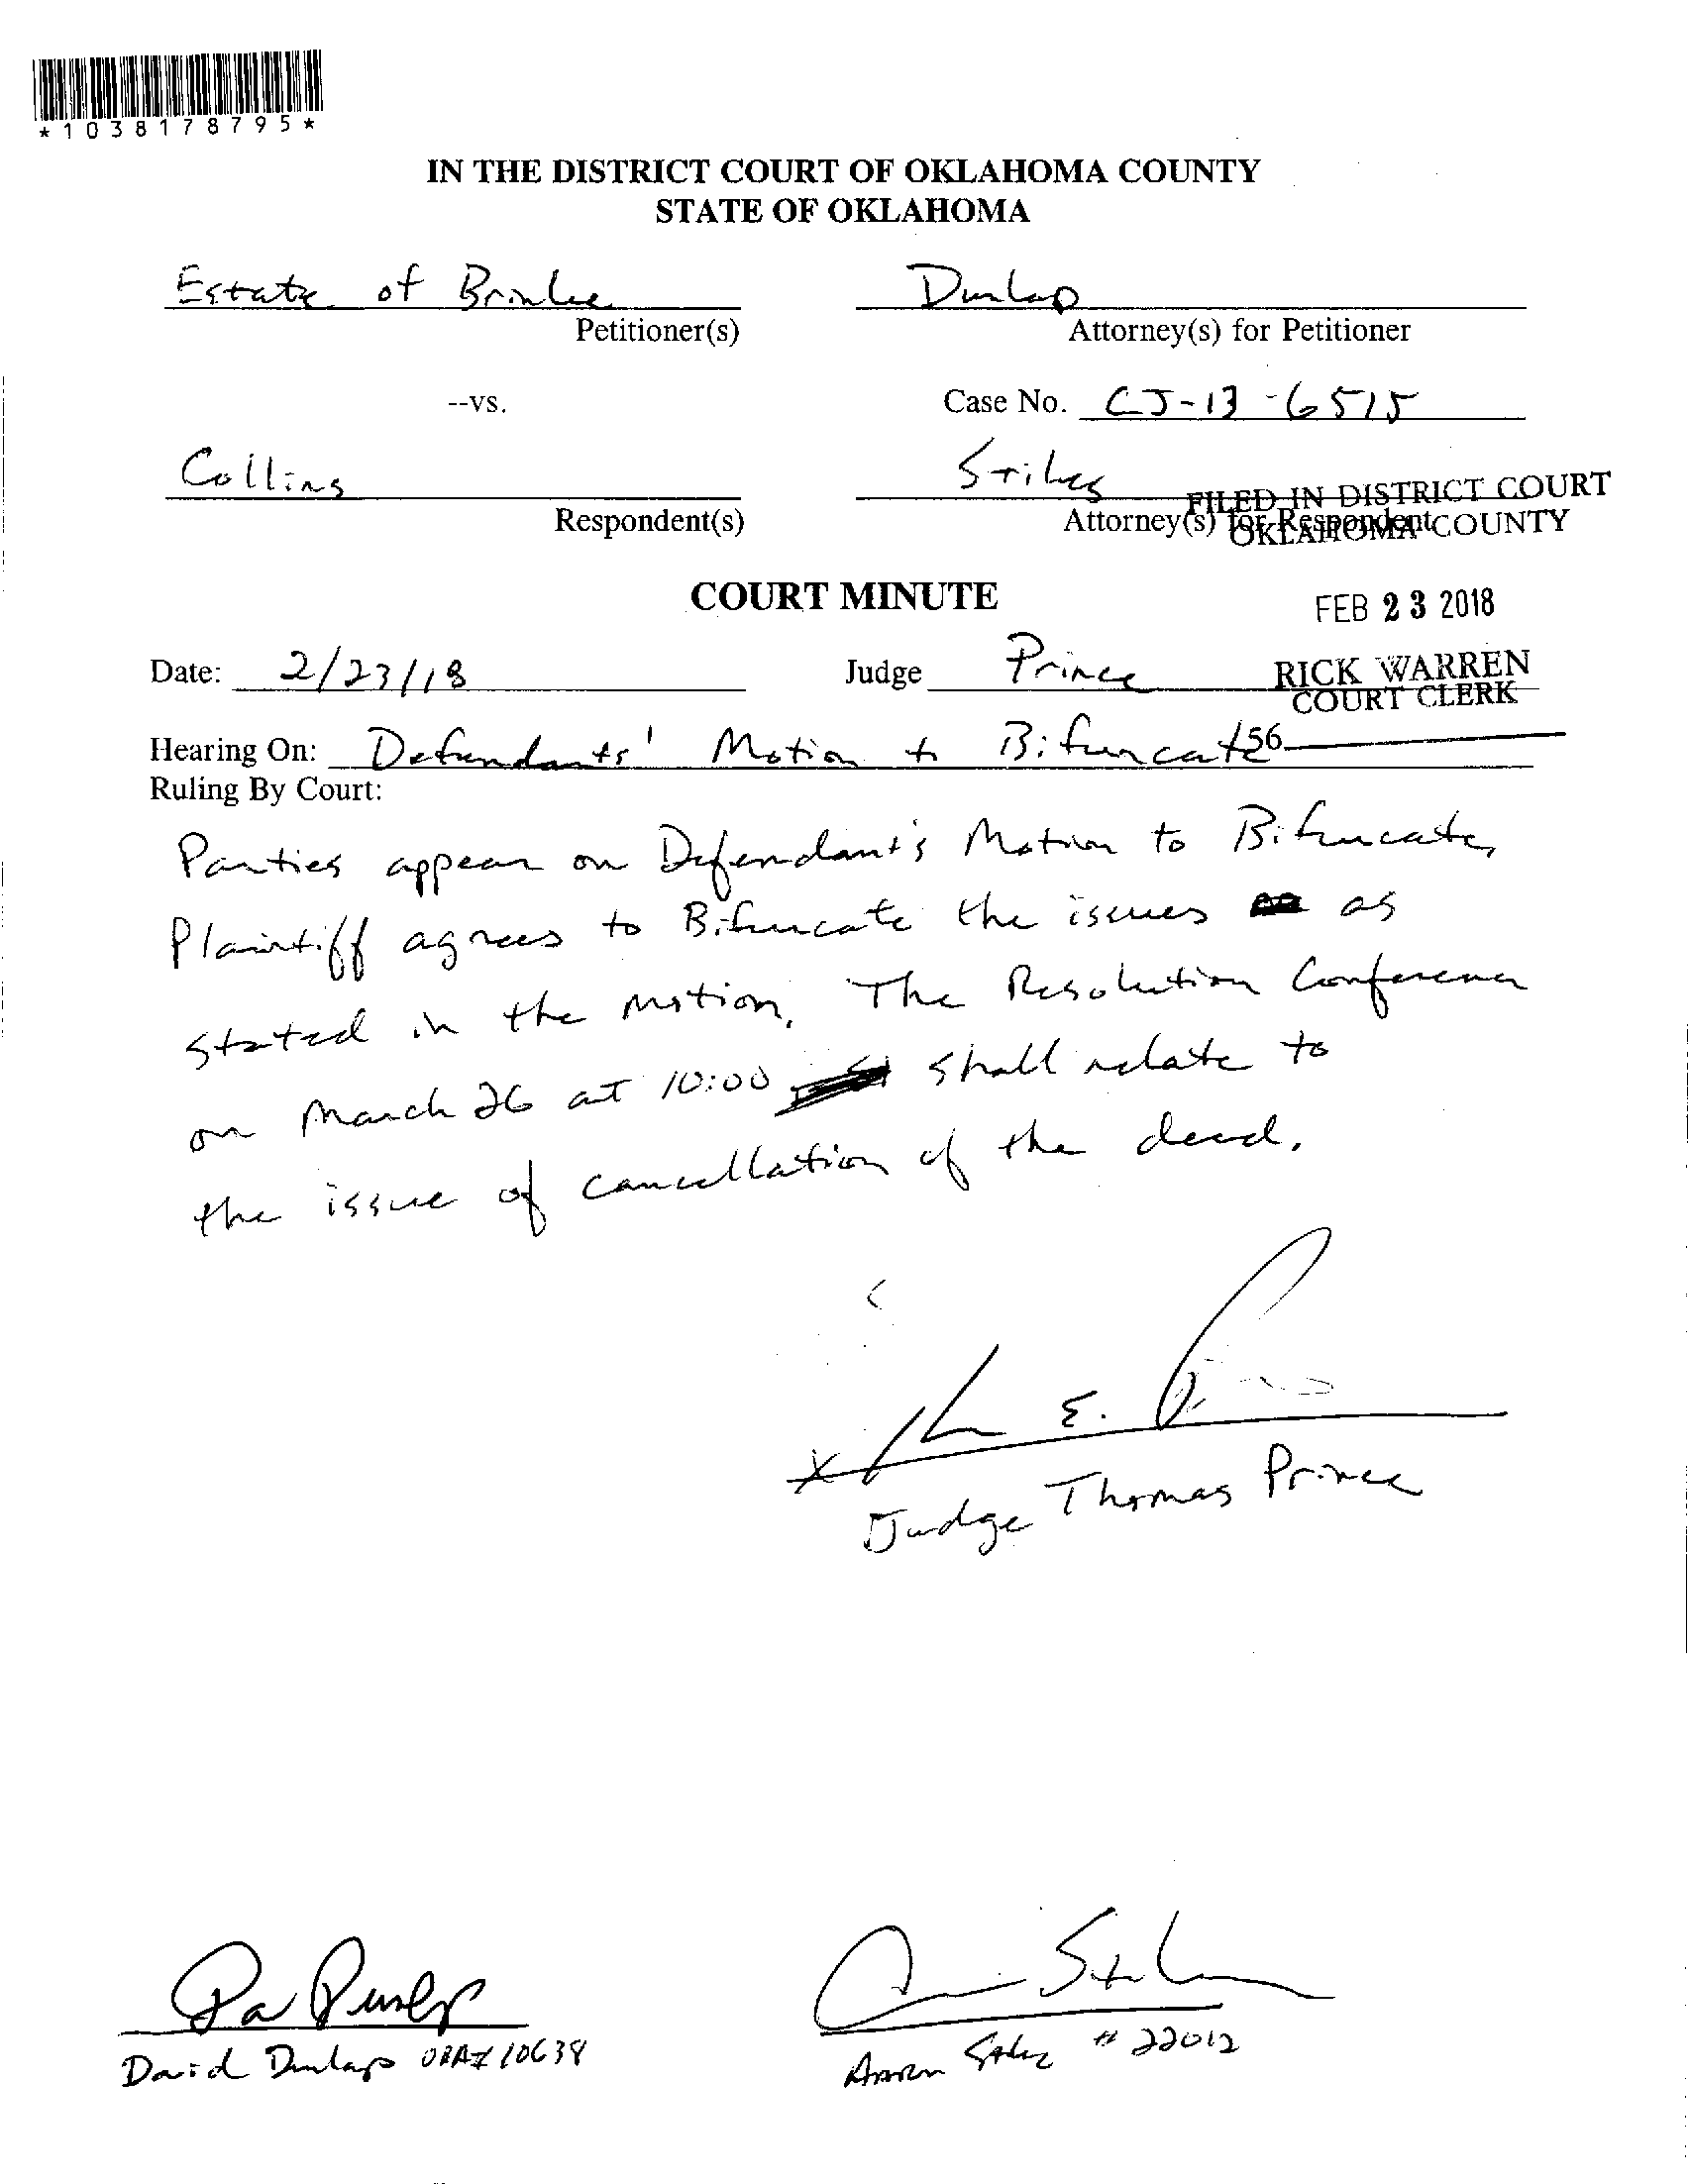 *1038178795*
IN THE DISTRICT COURT OF OKLAHOMA COUNTY
STATE OF OKLAHOMA
Estate of Brinlee
Dunlap
Petitioner(s)
Attorney(s) for Petitioner
--vs.
Case No. CJ-13-6515
Collins
Stiles
Respondent(s)
Attorney(s) for Respondent
FILED IN DISTRICT COURT
OKLAHOMA COUNTY
COURT MINUTE
FEB 23 2018
Date: 2/23/18
Judge Prince
RICK WARREN
COURT CLERK
Hearing On: Defendants' Motion to Bifurcate
56
Ruling By Court:
Parties appear on Defendant's Motion to Bifurcate,
Plaintiff agrees to Bifurcate the issues as
stated in the motion. The Resolution Conference
on March 26 at 10:00 shall relate to
the issue of cancellation of the deed.
x E.
Judge Thomas Prince
David Dunlap OBA# 10638
Aaron # 22012